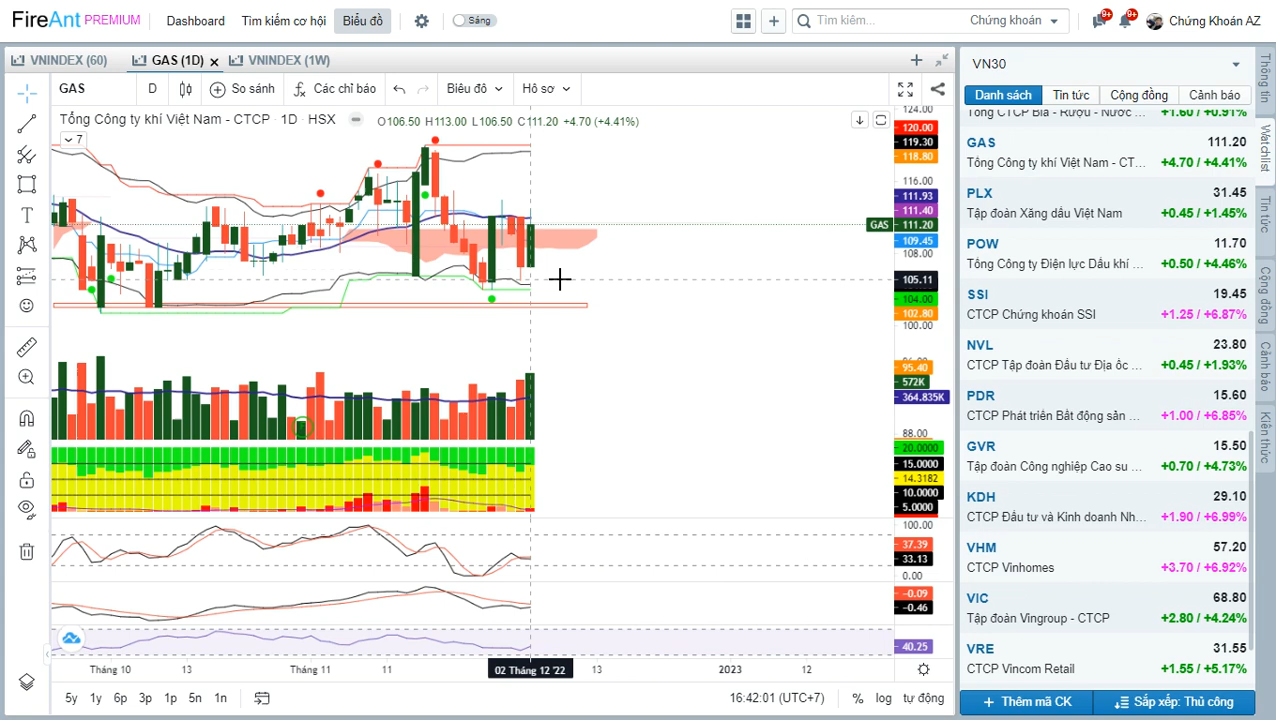 FireAnt PREMIUM Dashboard Tìm kiếm cơ hội Biểu đồ Sáng Tìm kiếm... Chứng khoán 9+ 9+ Chứng Khoán AZ
VNINDEX (60) GAS (1D) VNINDEX (1W)
GAS D So sánh Các chỉ báo Biểu đồ Hồ sơ
Tổng Công ty khí Việt Nam - CTCP · 1D · HSX O106.50 H113.00 L106.50 C111.20 +4.70 (+4.41%)
7
124.00
120.00
119.30
118.80
116.00
111.93
111.40
GAS 111.20
109.45
108.00
105.11
104.00
102.80
100.00
95.40
572K
364.835K
88.00
20.0000
15.0000
14.3182
10.0000
5.0000
100.00
37.39
33.13
0.00
−0.09
−0.46
40.25
Tháng 10 13 Tháng 11 11 02 Tháng 12 '22 13 2023 12
5y 1y 6p 3p 1p 5n 1n 16:42:01 (UTC+7) % log tự động
VN30
Danh sách Tin tức Cộng đồng Cảnh báo
Tổng CTCP Bia - Rượu - Nước ... +1.60 / +0.91%
GAS 111.20
Tổng Công ty khí Việt Nam - CT... +4.70 / +4.41%
PLX 31.45
Tập đoàn Xăng dầu Việt Nam +0.45 / +1.45%
POW 11.70
Tổng Công ty Điện lực Dầu khí ... +0.50 / +4.46%
SSI 19.45
CTCP Chứng khoán SSI +1.25 / +6.87%
NVL 23.80
CTCP Tập đoàn Đầu tư Địa ốc ... +0.45 / +1.93%
PDR 15.60
CTCP Phát triển Bất động sản ... +1.00 / +6.85%
GVR 15.50
Tập đoàn Công nghiệp Cao su ... +0.70 / +4.73%
KDH 29.10
CTCP Đầu tư và Kinh doanh Nh... +1.90 / +6.99%
VHM 57.20
CTCP Vinhomes +3.70 / +6.92%
VIC 68.80
Tập đoàn Vingroup - CTCP +2.80 / +4.24%
VRE 31.55
CTCP Vincom Retail +1.55 / +5.17%
Thêm mã CK Sắp xếp: Thủ công
Thông tin
Watchlist
Tin tức
Cộng đồng
Cảnh báo
Kiến thức